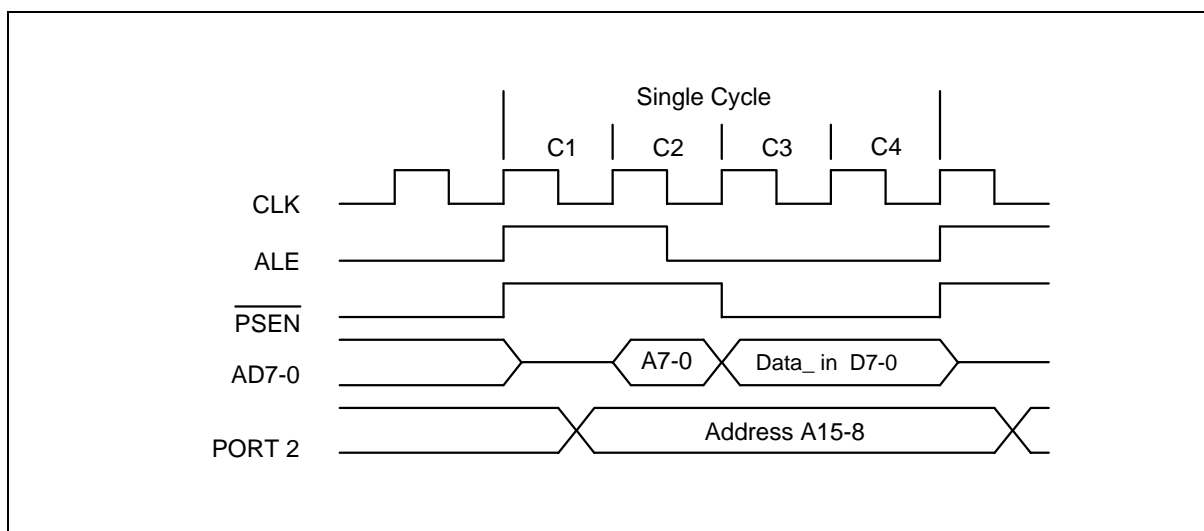 Single Cycle
C1 C2 C3 C4
CLK
ALE
PSEN
AD7-0 A7-0 Data_ in D7-0
PORT 2 Address A15-8